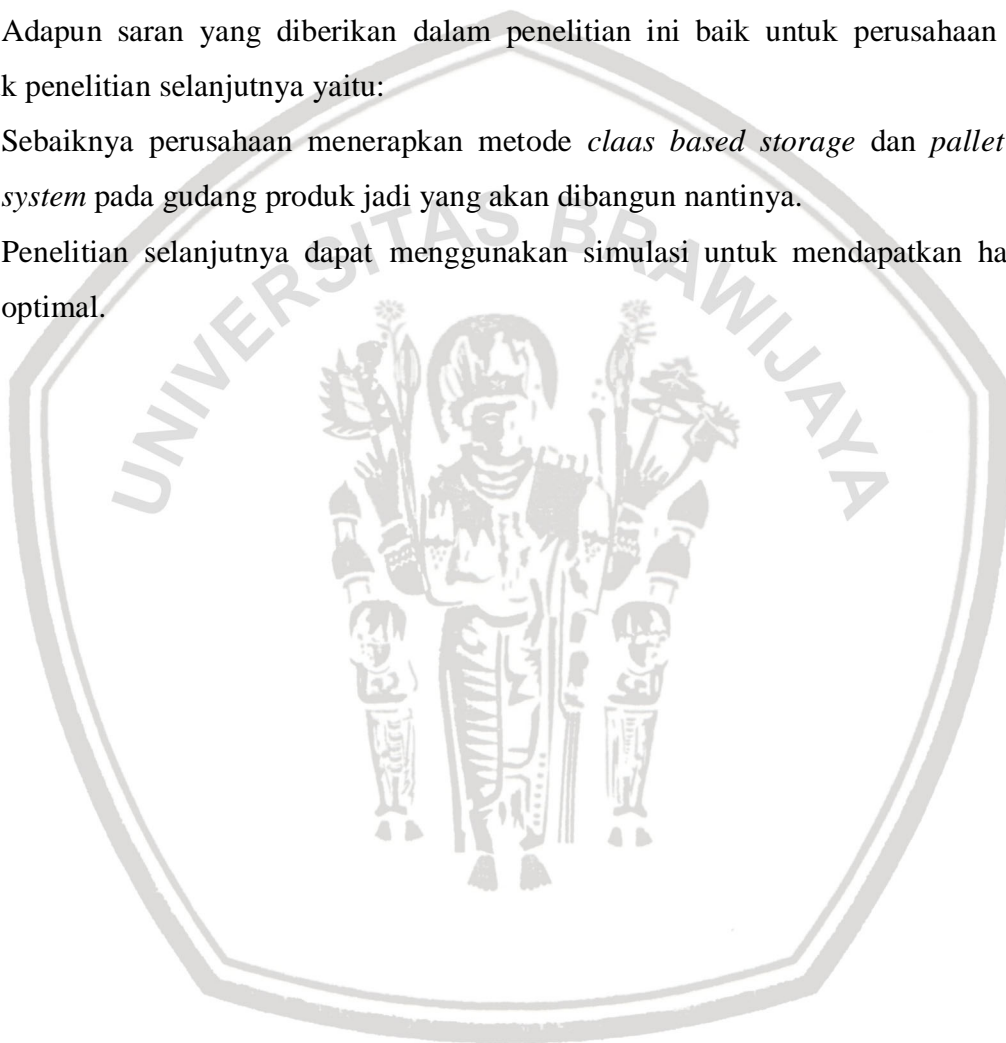 Adapun saran yang diberikan dalam penelitian ini baik untuk perusahaan
k penelitian selanjutnya yaitu:
Sebaiknya perusahaan menerapkan metode claas based storage dan pallet
system pada gudang produk jadi yang akan dibangun nantinya.
Penelitian selanjutnya dapat menggunakan simulasi untuk mendapatkan ha
optimal.
UNIVERSITAS BRAWIJAYA